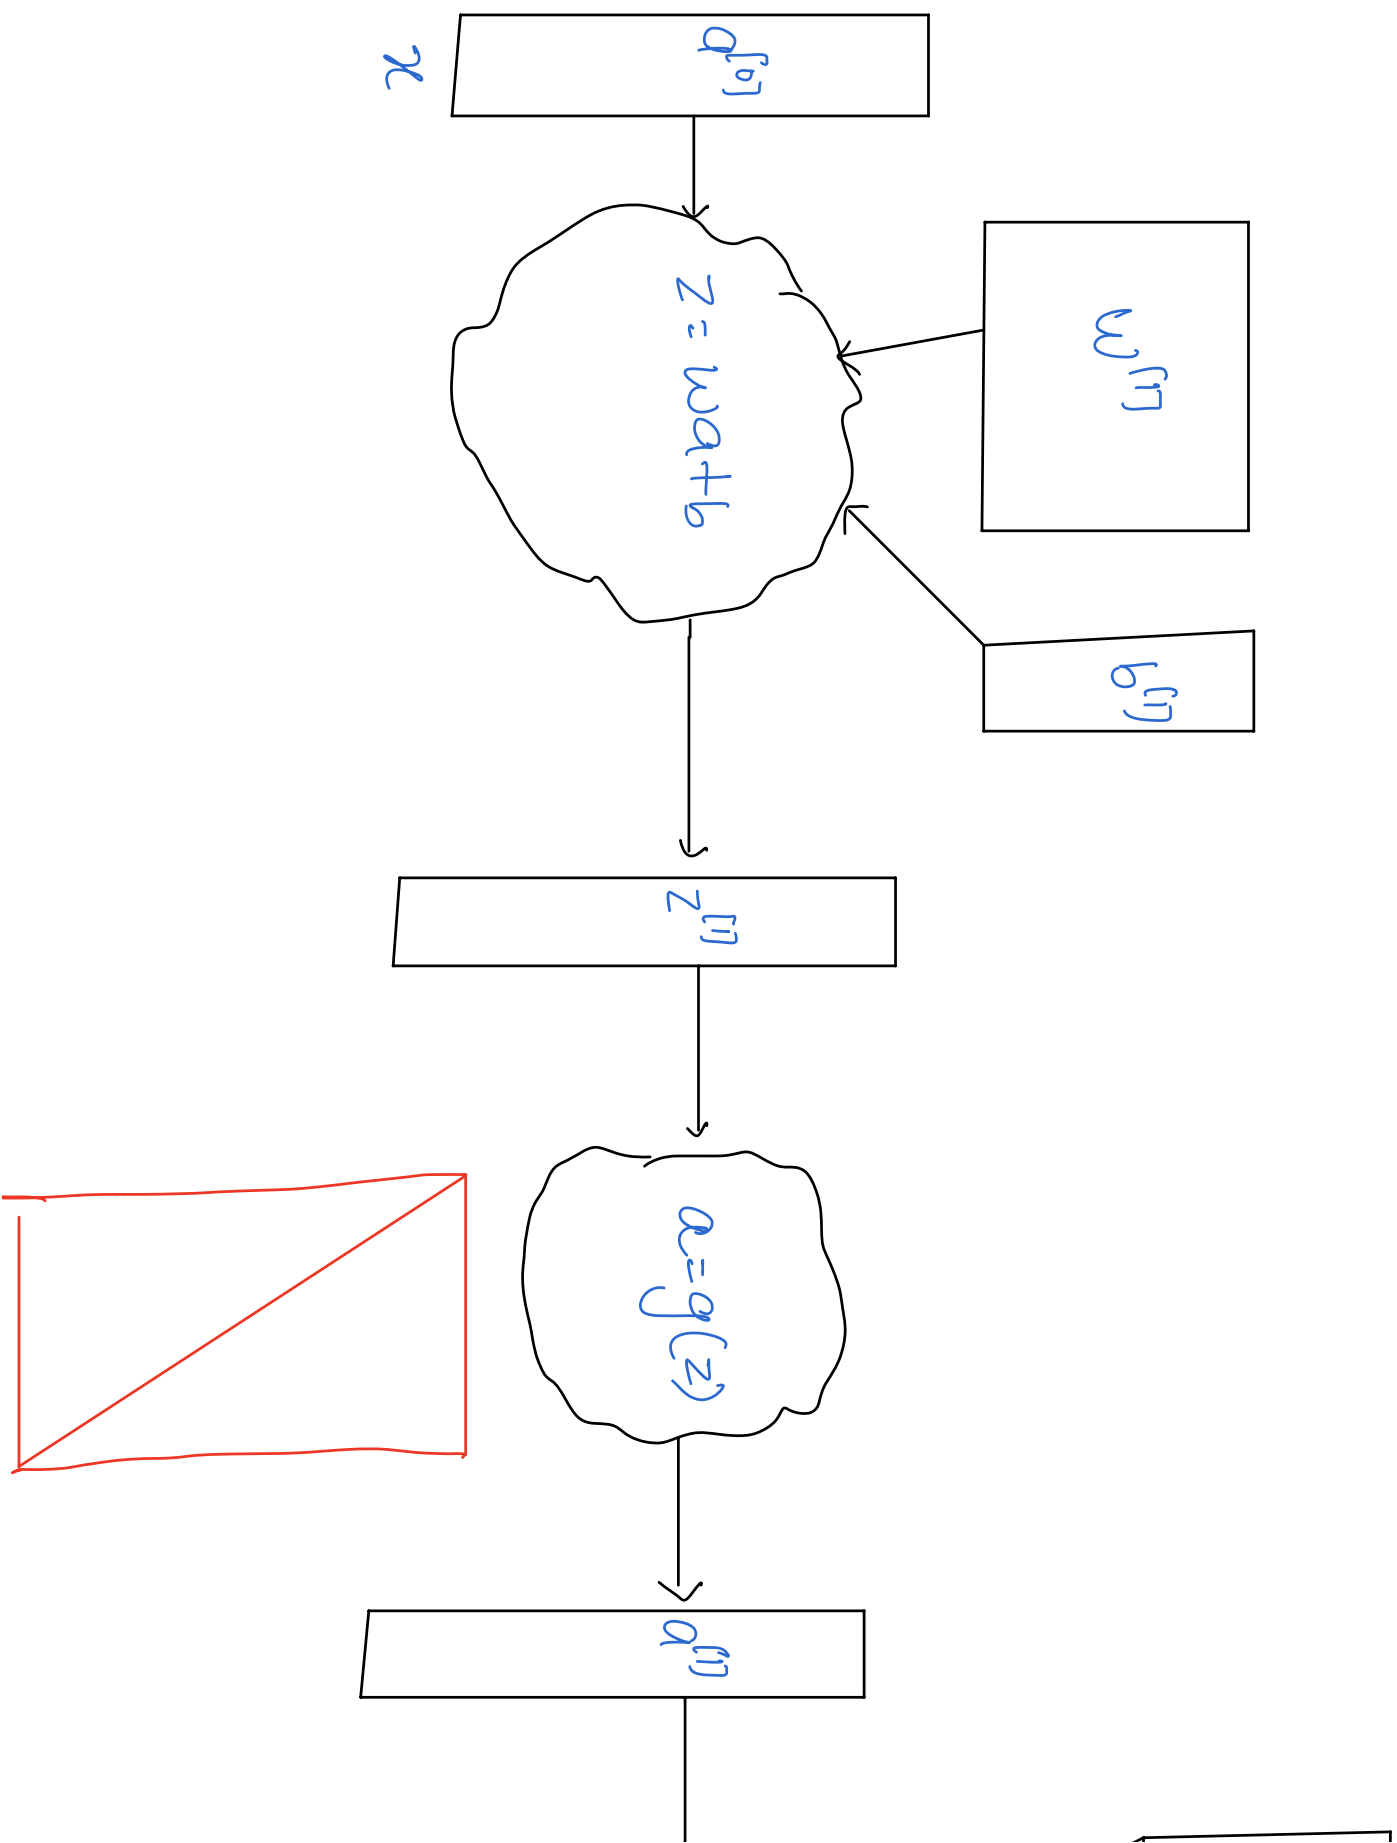 a[0]
x
w[1]
z = wa+b
b[1]
z[1]
a=g(z)
a[1]